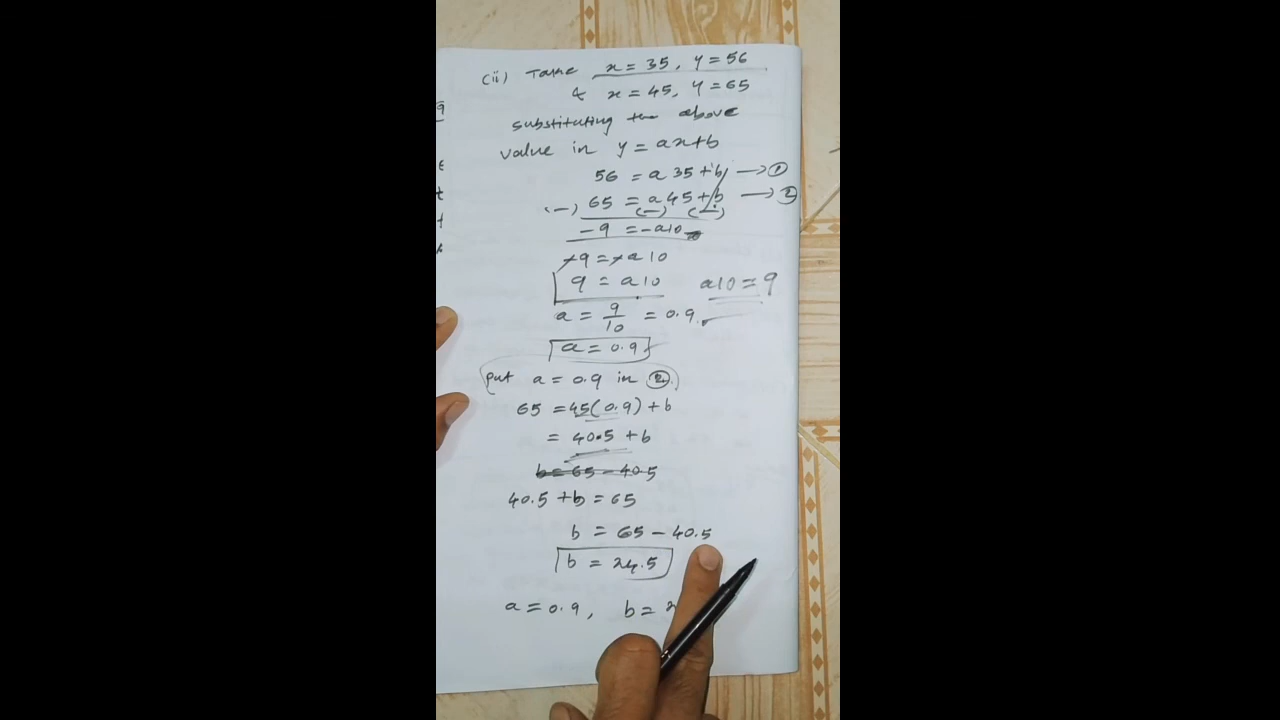 (ii) Take x = 35, y = 56
& x = 45, y = 65
substituting the above
value in y = ax+b
56 = a 35 + b → ①
(−) 65 = a 45 + b → ②
(−) (−)
−9 = −a10
−9 = −a 10
9 = a10 a10 = 9
a = 9/10 = 0.9
a = 0.9
put a = 0.9 in ②
65 = 45(0.9) + b
= 40.5 + b
b = 65 − 40.5
40.5 + b = 65
b = 65 − 40.5
b = 24.5
a = 0.9, b = 2